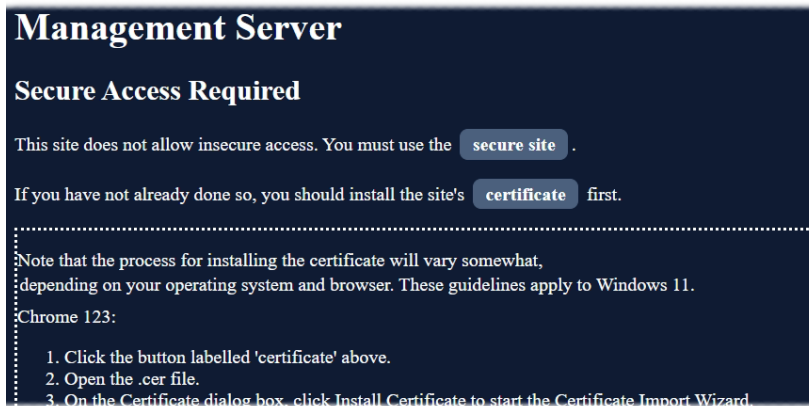 Management Server
Secure Access Required
This site does not allow insecure access. You must use the secure site .
If you have not already done so, you should install the site's certificate first.
Note that the process for installing the certificate will vary somewhat,
depending on your operating system and browser. These guidelines apply to Windows 11.
Chrome 123:
1. Click the button labelled 'certificate' above.
2. Open the .cer file.
3. On the Certificate dialog box, click Install Certificate to start the Certificate Import Wizard.